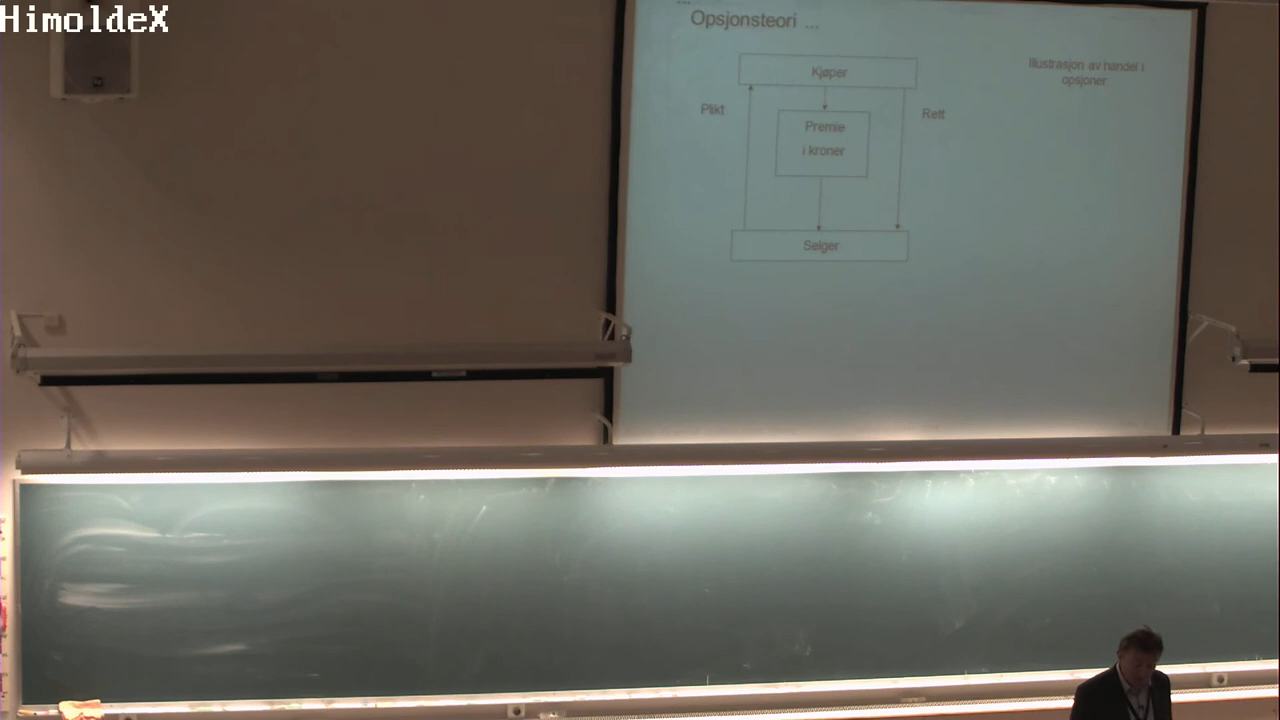 HimoldeX
Opsjonsteori ...
Kjøper
Illustrasjon av handel i
opsjoner
Plikt
Rett
Premie
i kroner
Selger